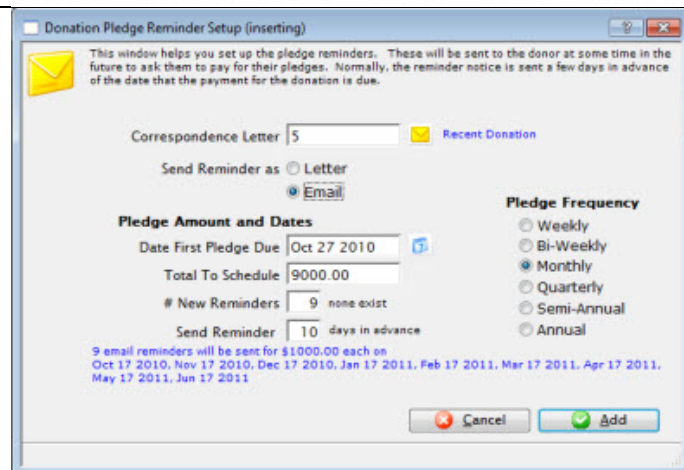 Donation Pledge Reminder Setup (inserting)
This window helps you set up the pledge reminders. These will be sent to the donor at some time in the
future to ask them to pay for their pledges. Normally, the reminder notice is sent a few days in advance
of the date that the payment for the donation is due.
Correspondence Letter 5 Recent Donation
Send Reminder as Letter
Email
Pledge Amount and Dates
Date First Pledge Due Oct 27 2010
Total To Schedule 9000.00
# New Reminders 9 none exist
Send Reminder 10 days in advance
Pledge Frequency
Weekly
Bi-Weekly
Monthly
Quarterly
Semi-Annual
Annual
9 email reminders will be sent for $1000.00 each on
Oct 17 2010, Nov 17 2010, Dec 17 2010, Jan 17 2011, Feb 17 2011, Mar 17 2011, Apr 17 2011,
May 17 2011, Jun 17 2011
Cancel Add